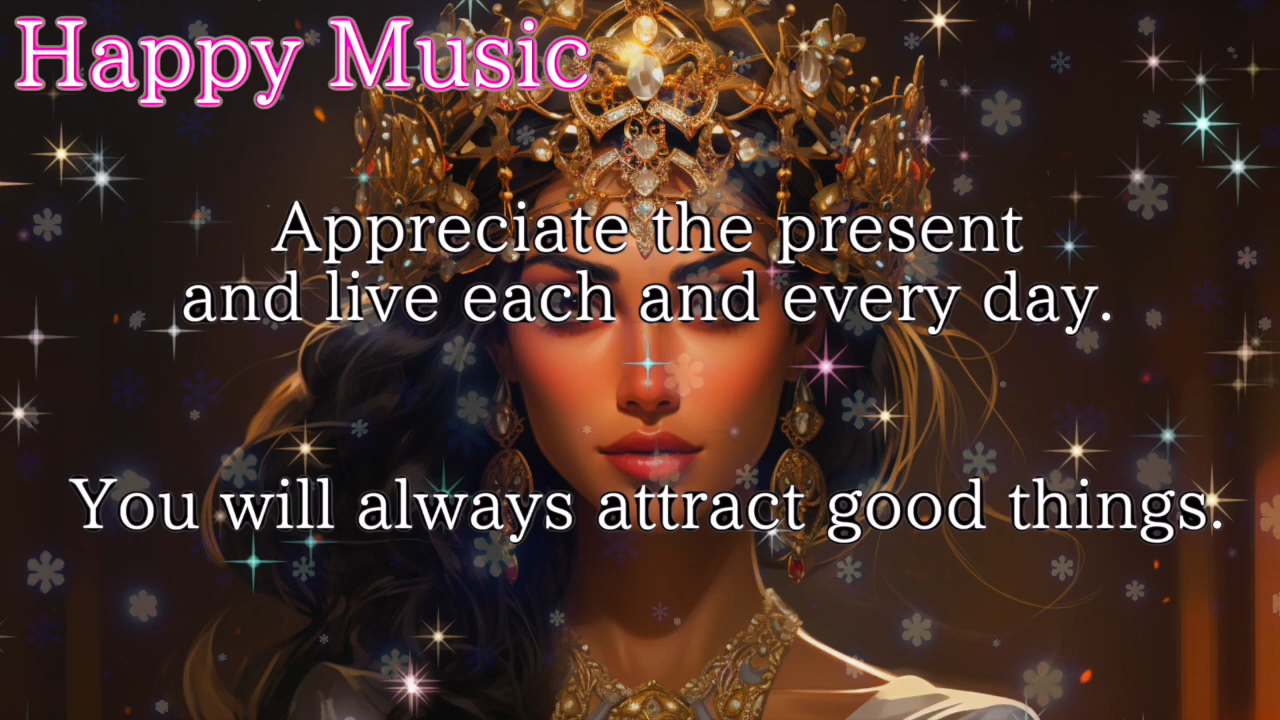 Happy Music
Appreciate the present
and live each and every day.
You will always attract good things.